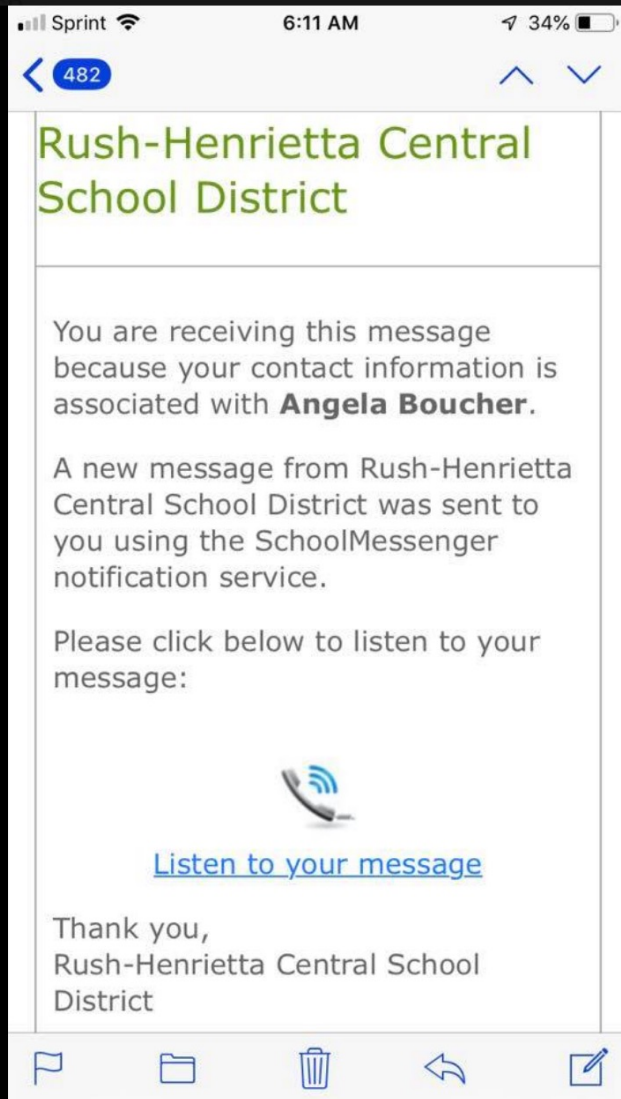 Sprint 6:11 AM 34%
482
Rush-Henrietta Central
School District
You are receiving this message
because your contact information is
associated with Angela Boucher.
A new message from Rush-Henrietta
Central School District was sent to
you using the SchoolMessenger
notification service.
Please click below to listen to your
message:
Listen to your message
Thank you,
Rush-Henrietta Central School
District